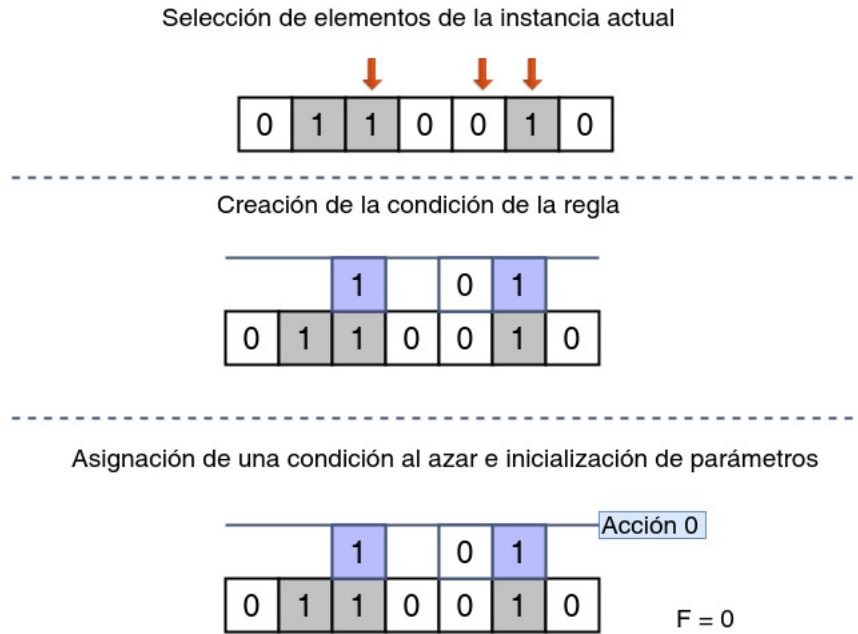 Selección de elementos de la instancia actual
0 1 1 0 0 1 0
Creación de la condición de la regla
1 0 1
0 1 1 0 0 1 0
Asignación de una condición al azar e inicialización de parámetros
Acción 0
1 0 1
0 1 1 0 0 1 0
F = 0